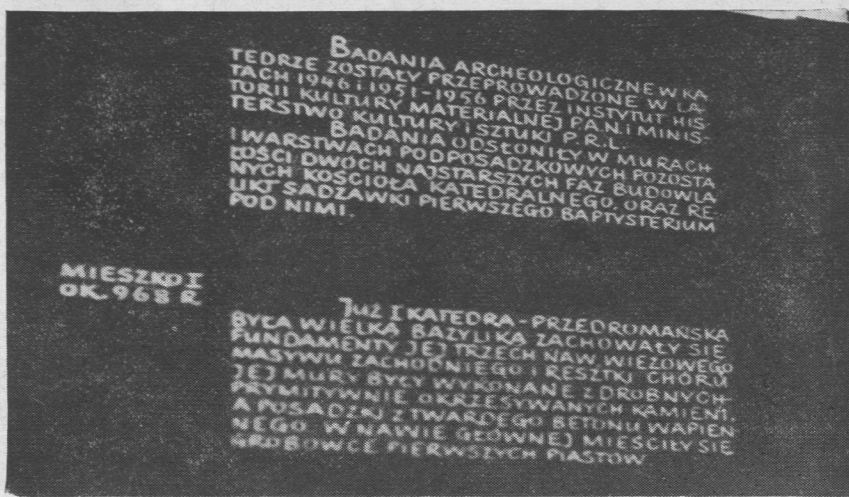 BADANIA ARCHEOLOGICZNE W KA
TEDRZE ZOSTAŁY PRZEPROWADZONE W LA
TACH 1946 i 1951-1956 PRZEZ INSTYTUT HIS
TORII KULTURY MATERIALNEJ P.A.N. i MINIS
TERSTWO KULTURY i SZTUKI P.R.L.
BADANIA ODSŁONIŁY W MURACH
I WARSTWACH PODPOSADZKOWYCH POZOSTA
ŁOŚCI DWÓCH NAJSTARSZYCH FAZ BUDOWLA
NYCH KOŚCIOŁA KATEDRALNEGO, ORAZ RE
LIKT SADZAWKI PIERWSZEGO BAPTYSTERIUM
POD NIMI.
MIESZKO I
OK. 968 R
JUŻ I KATEDRA - PRZEDROMAŃSKA
BYŁA WIELKA BAZYLIKA ZACHOWAŁY SIĘ
FUNDAMENTY JEJ TRZECH NAW, WIEŻOWEGO
MASYWU ZACHODNIEGO I RESZTKI CHÓRU
JEJ MURY BYŁY WYKONANE Z DROBNYCH
PRYMITYWNIE OKRZESYWANYCH KAMIENI,
A POSADZKI Z TWARDEGO BETONU WAPIEN
NEGO. W NAWIE GŁÓWNEJ MIEŚCIŁY SIĘ
GROBOWCE PIERWSZYCH PIASTÓW